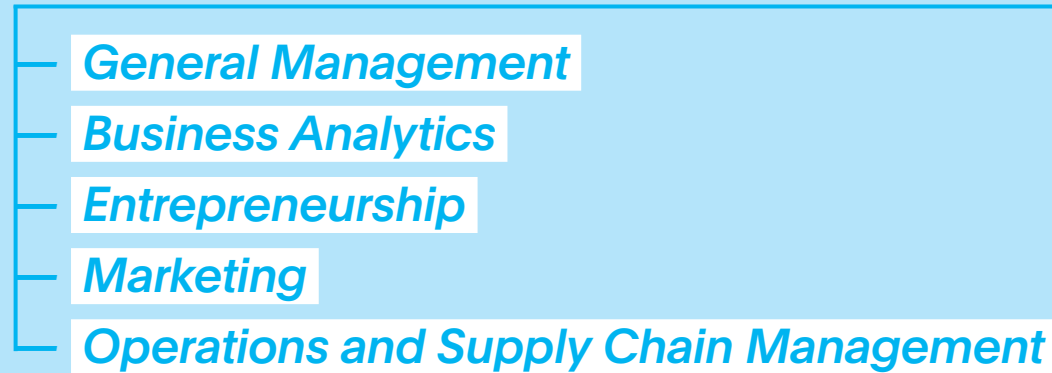 General Management
Business Analytics
Entrepreneurship
Marketing
Operations and Supply Chain Management